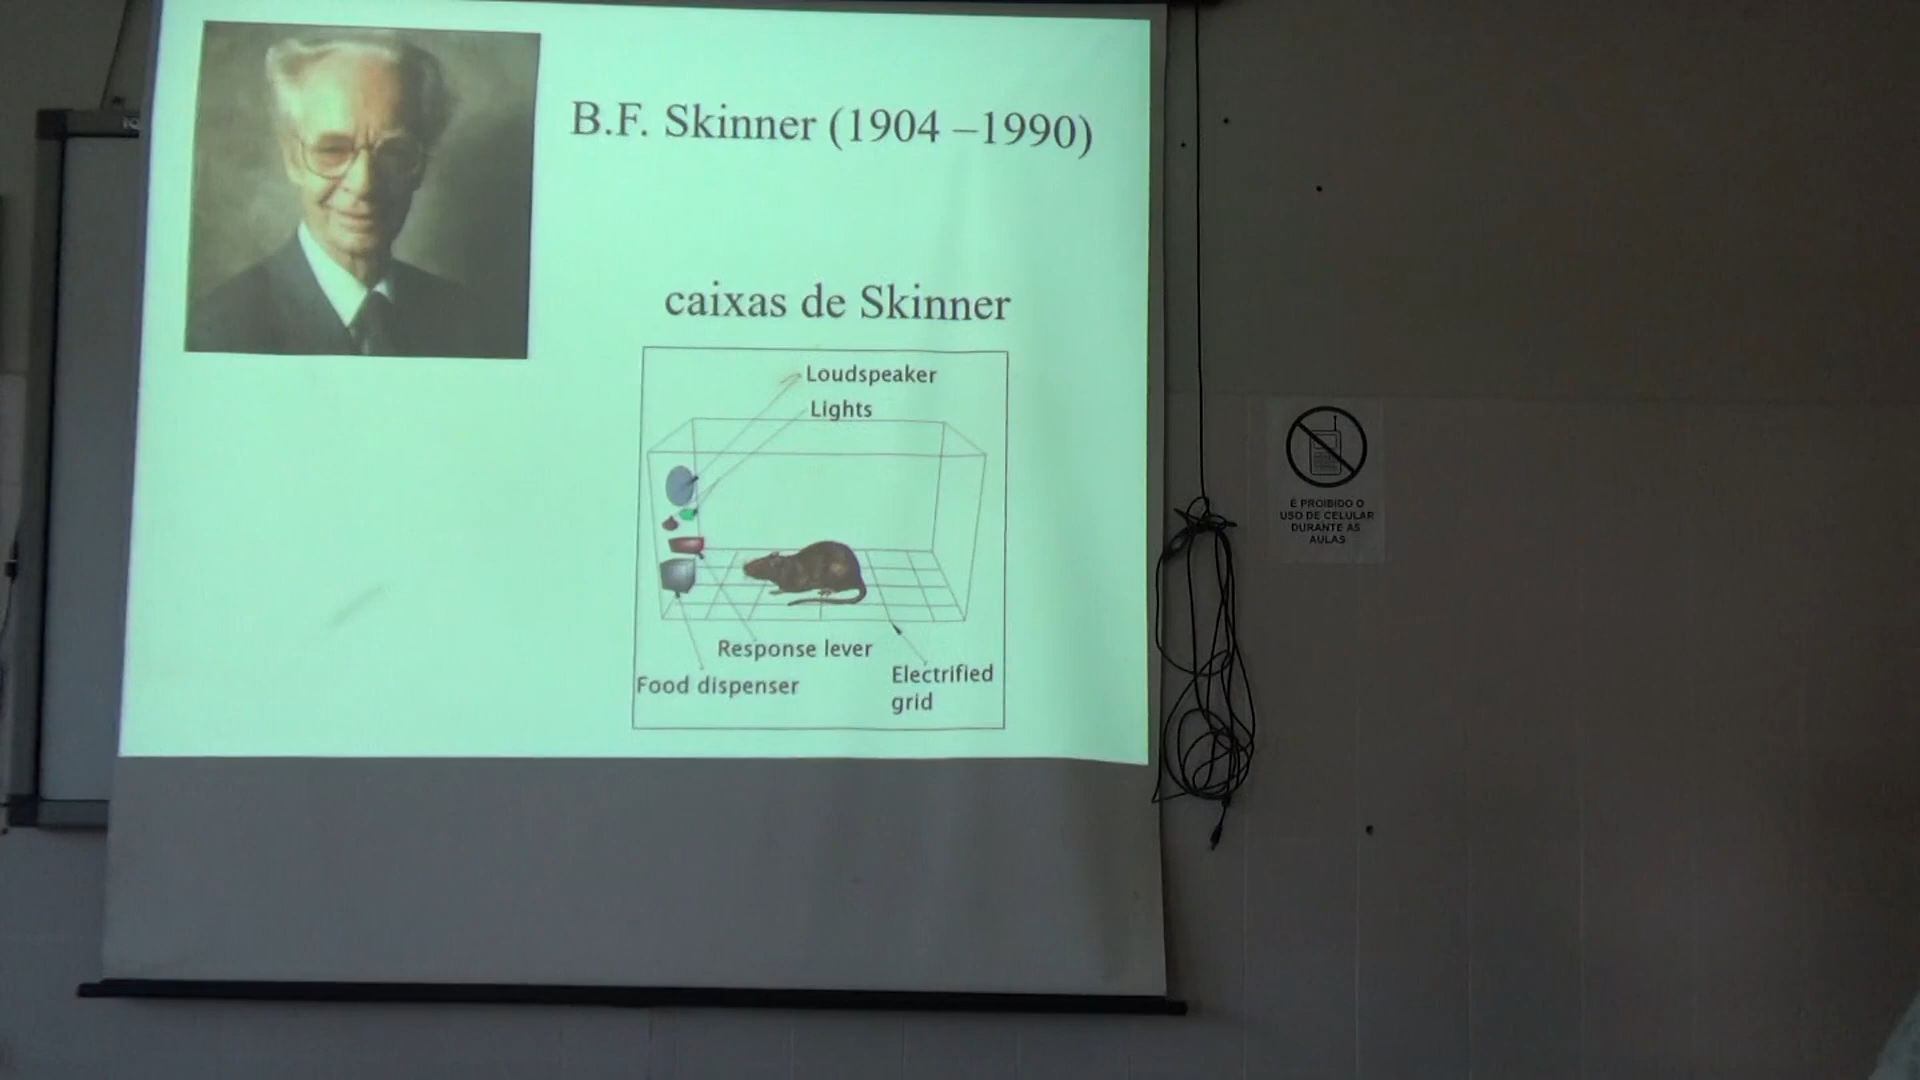 B.F. Skinner (1904 –1990)
caixas de Skinner
Loudspeaker
Lights
Response lever
Food dispenser
Electrified
grid
É PROIBIDO O
USO DE CELULAR
DURANTE AS
AULAS